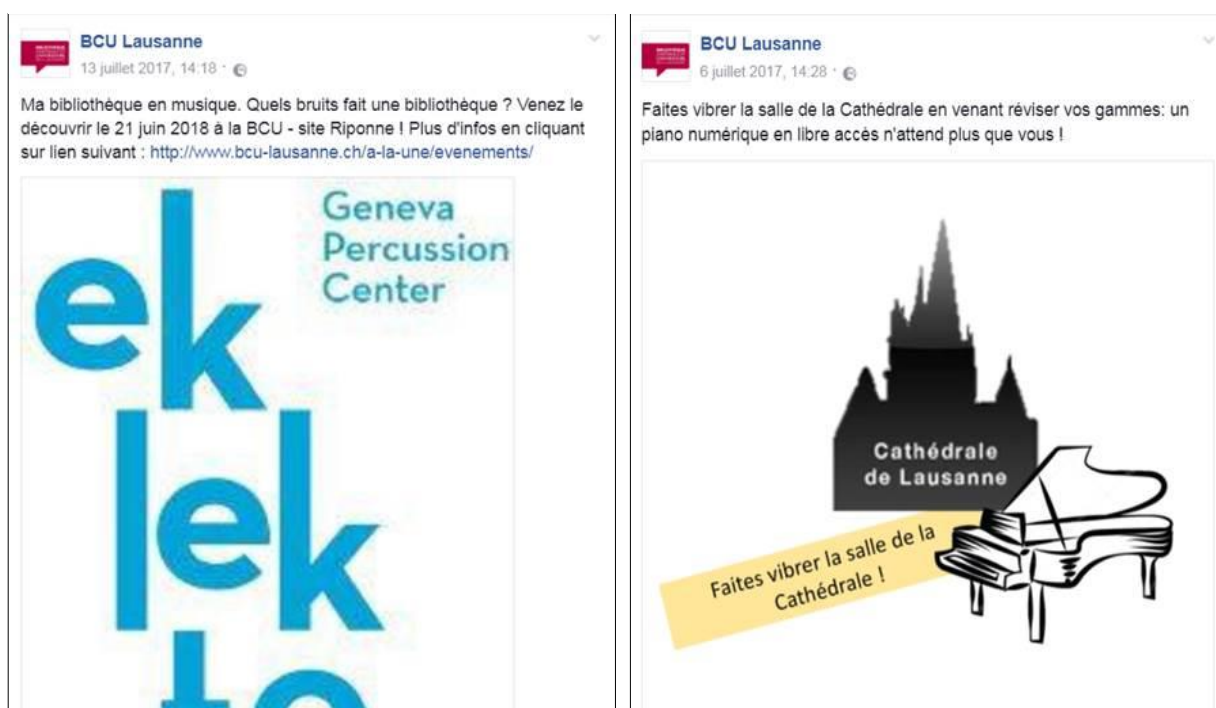 BCU Lausanne
13 juillet 2017, 14:18 ·
Ma bibliothèque en musique. Quels bruits fait une bibliothèque ? Venez le
découvrir le 21 juin 2018 à la BCU - site Riponne ! Plus d'infos en cliquant
sur lien suivant : http://www.bcu-lausanne.ch/a-la-une/evenements/
Geneva
Percussion
Center
ek
lek
to
BCU Lausanne
6 juillet 2017, 14:28 ·
Faites vibrer la salle de la Cathédrale en venant réviser vos gammes: un
piano numérique en libre accès n'attend plus que vous !
Cathédrale
de Lausanne
Faites vibrer la salle de la
Cathédrale !